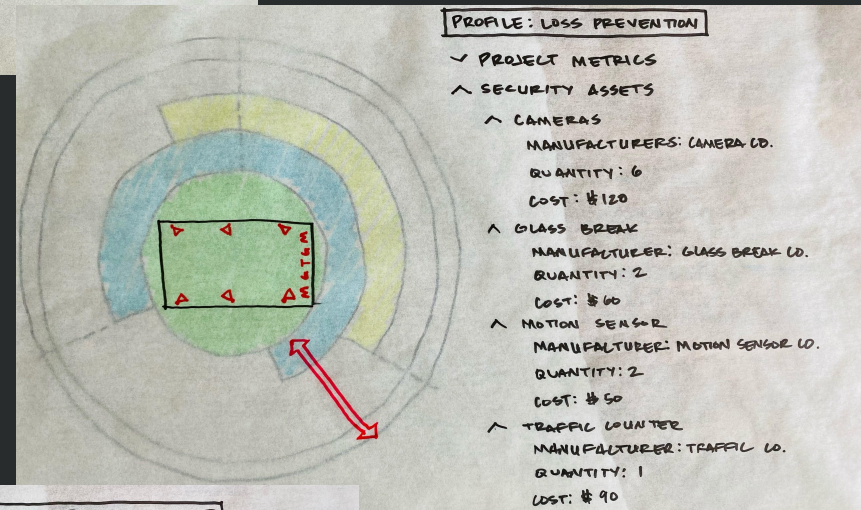 PROFILE: LOSS PREVENTION
PROJECT METRICS
SECURITY ASSETS
CAMERAS
MANUFACTURERS: CAMERA CO.
QUANTITY: 6
COST: $120
GLASS BREAK
MANUFACTURER: GLASS BREAK CO.
QUANTITY: 2
COST: $60
MOTION SENSOR
MANUFACTURER: MOTION SENSOR CO.
QUANTITY: 2
COST: $50
TRAFFIC COUNTER
MANUFACTURER: TRAFFIC CO.
QUANTITY: 1
COST: $90
M G T G M